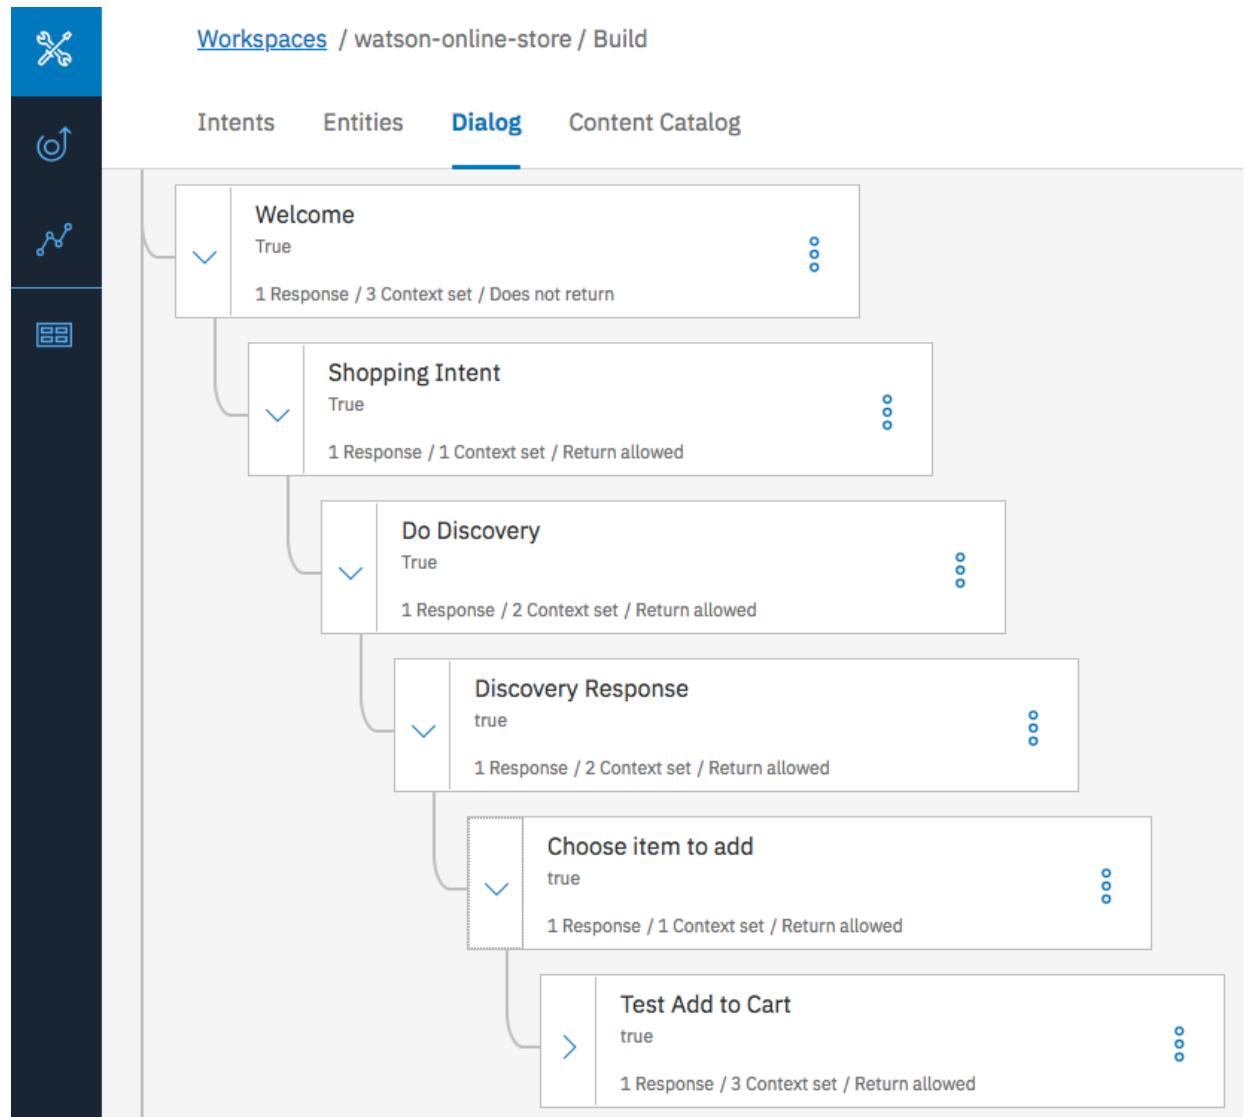 Workspaces / watson-online-store / Build
Intents Entities Dialog Content Catalog
Welcome
True
1 Response / 3 Context set / Does not return
Shopping Intent
True
1 Response / 1 Context set / Return allowed
Do Discovery
True
1 Response / 2 Context set / Return allowed
Discovery Response
true
1 Response / 2 Context set / Return allowed
Choose item to add
true
1 Response / 1 Context set / Return allowed
Test Add to Cart
true
1 Response / 3 Context set / Return allowed